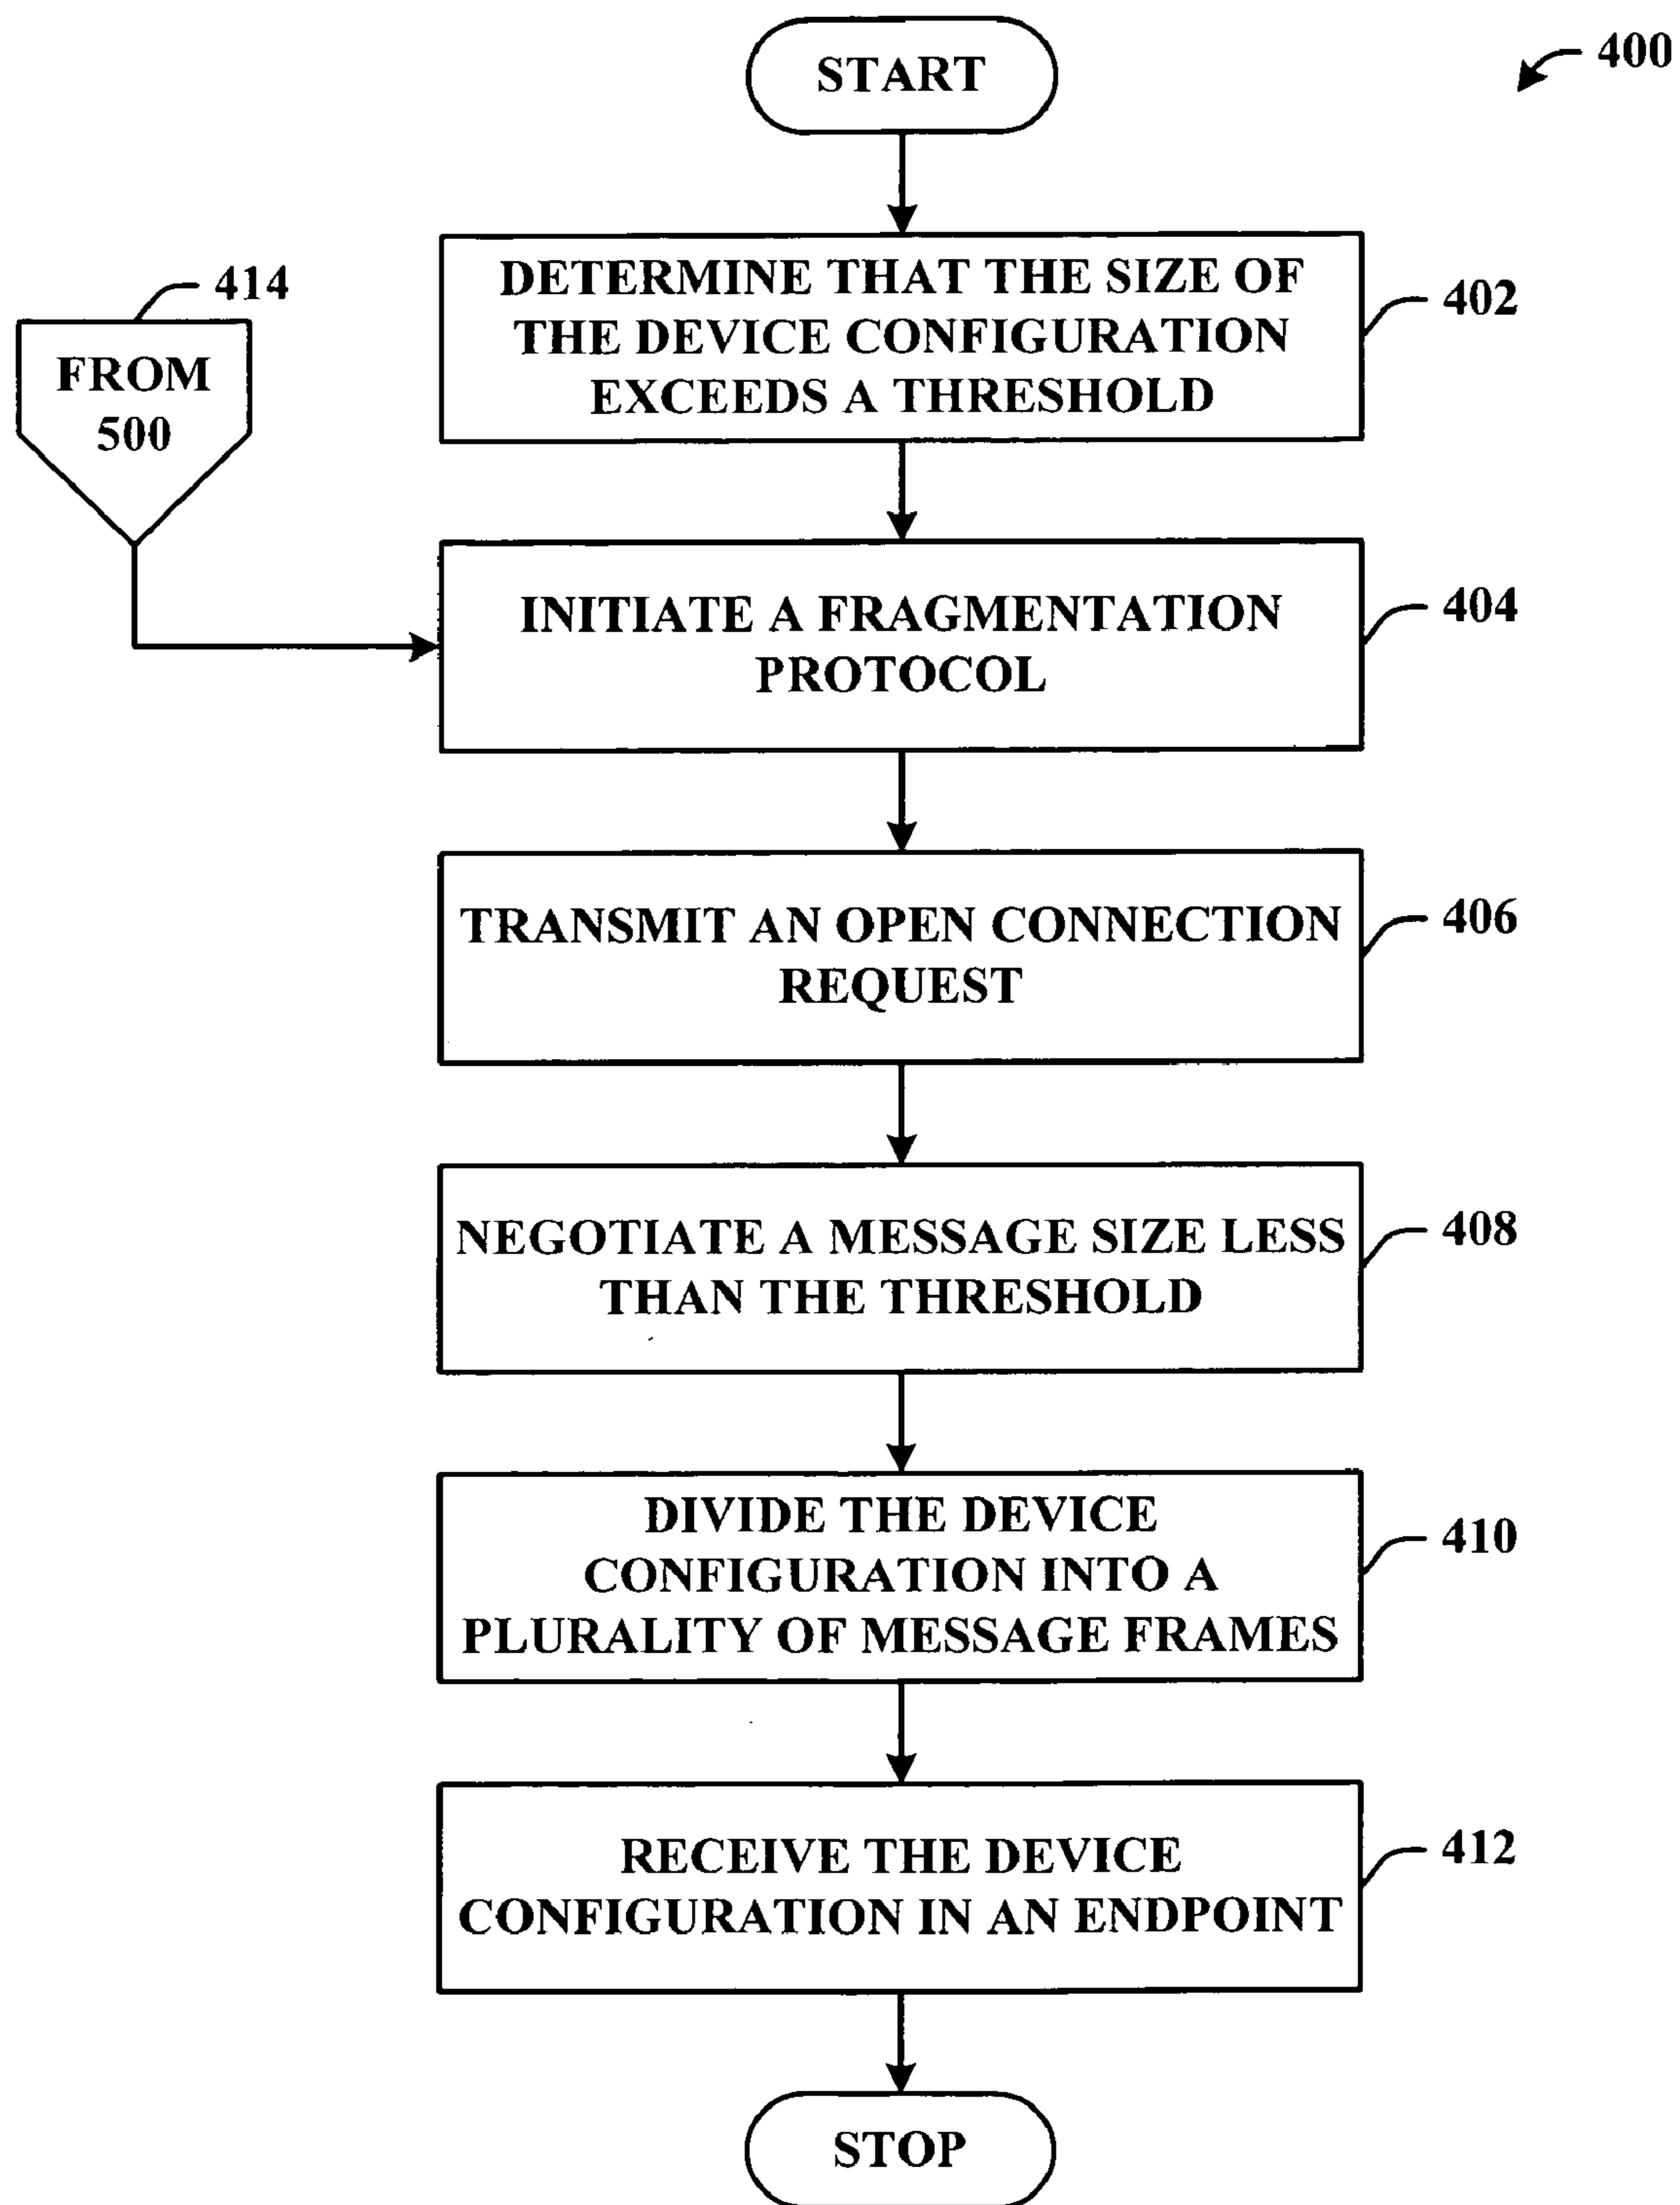 START
400
DETERMINE THAT THE SIZE OF
THE DEVICE CONFIGURATION
EXCEEDS A THRESHOLD
402
414
FROM
500
INITIATE A FRAGMENTATION
PROTOCOL
404
TRANSMIT AN OPEN CONNECTION
REQUEST
406
NEGOTIATE A MESSAGE SIZE LESS
THAN THE THRESHOLD
408
DIVIDE THE DEVICE
CONFIGURATION INTO A
PLURALITY OF MESSAGE FRAMES
410
RECEIVE THE DEVICE
CONFIGURATION IN AN ENDPOINT
412
STOP